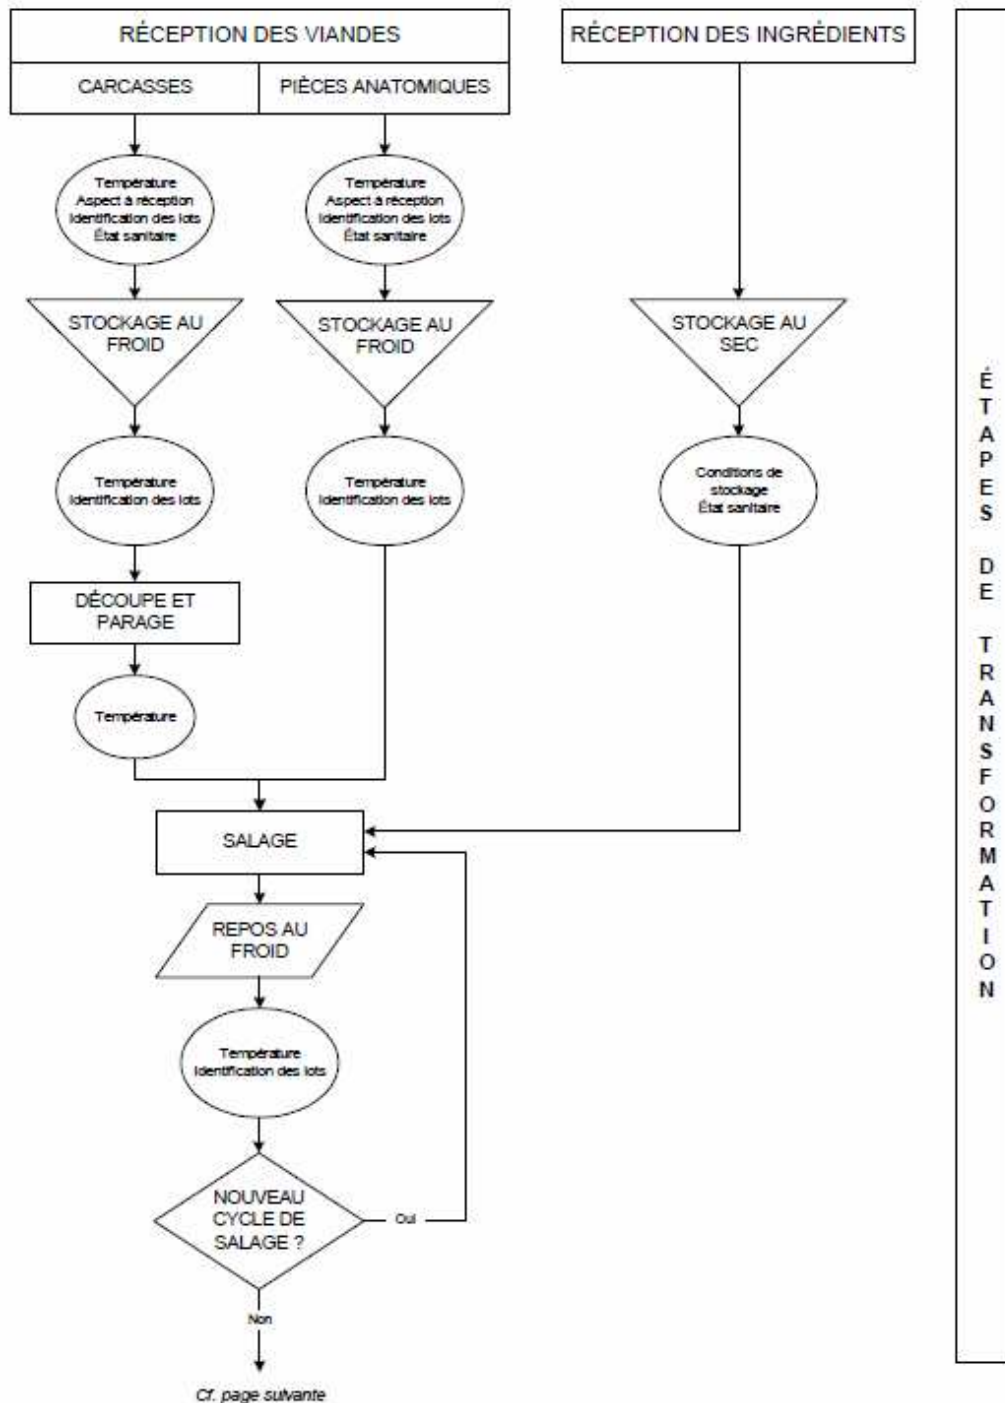 RÉCEPTION DES VIANDES
CARCASSES
PIÈCES ANATOMIQUES
RÉCEPTION DES INGRÉDIENTS
Température
Aspect à réception
Identification des lots
État sanitaire
Température
Aspect à réception
Identification des lots
État sanitaire
STOCKAGE AU
FROID
STOCKAGE AU
FROID
STOCKAGE AU
SEC
Température
Identification des lots
Température
Identification des lots
Conditions de
stockage
État sanitaire
DÉCOUPE ET
PARAGE
Température
SALAGE
REPOS AU
FROID
Température
Identification des lots
NOUVEAU
CYCLE DE
SALAGE ?
Oui
Non
Cf. page suivante
ÉTAPES DE TRANSFORMATION